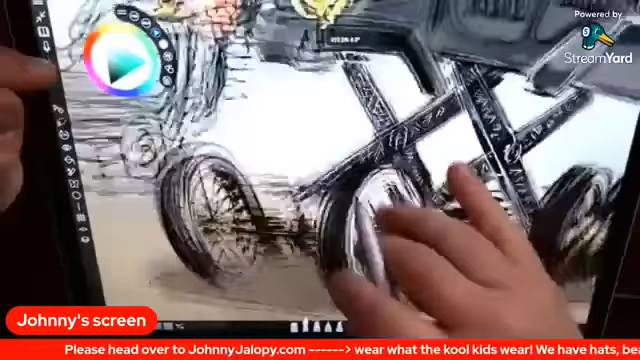 Powered by
StreamYard
Johnny's screen
Please head over to JohnnyJalopy.com ------> wear what the kool kids wear! We have hats, be